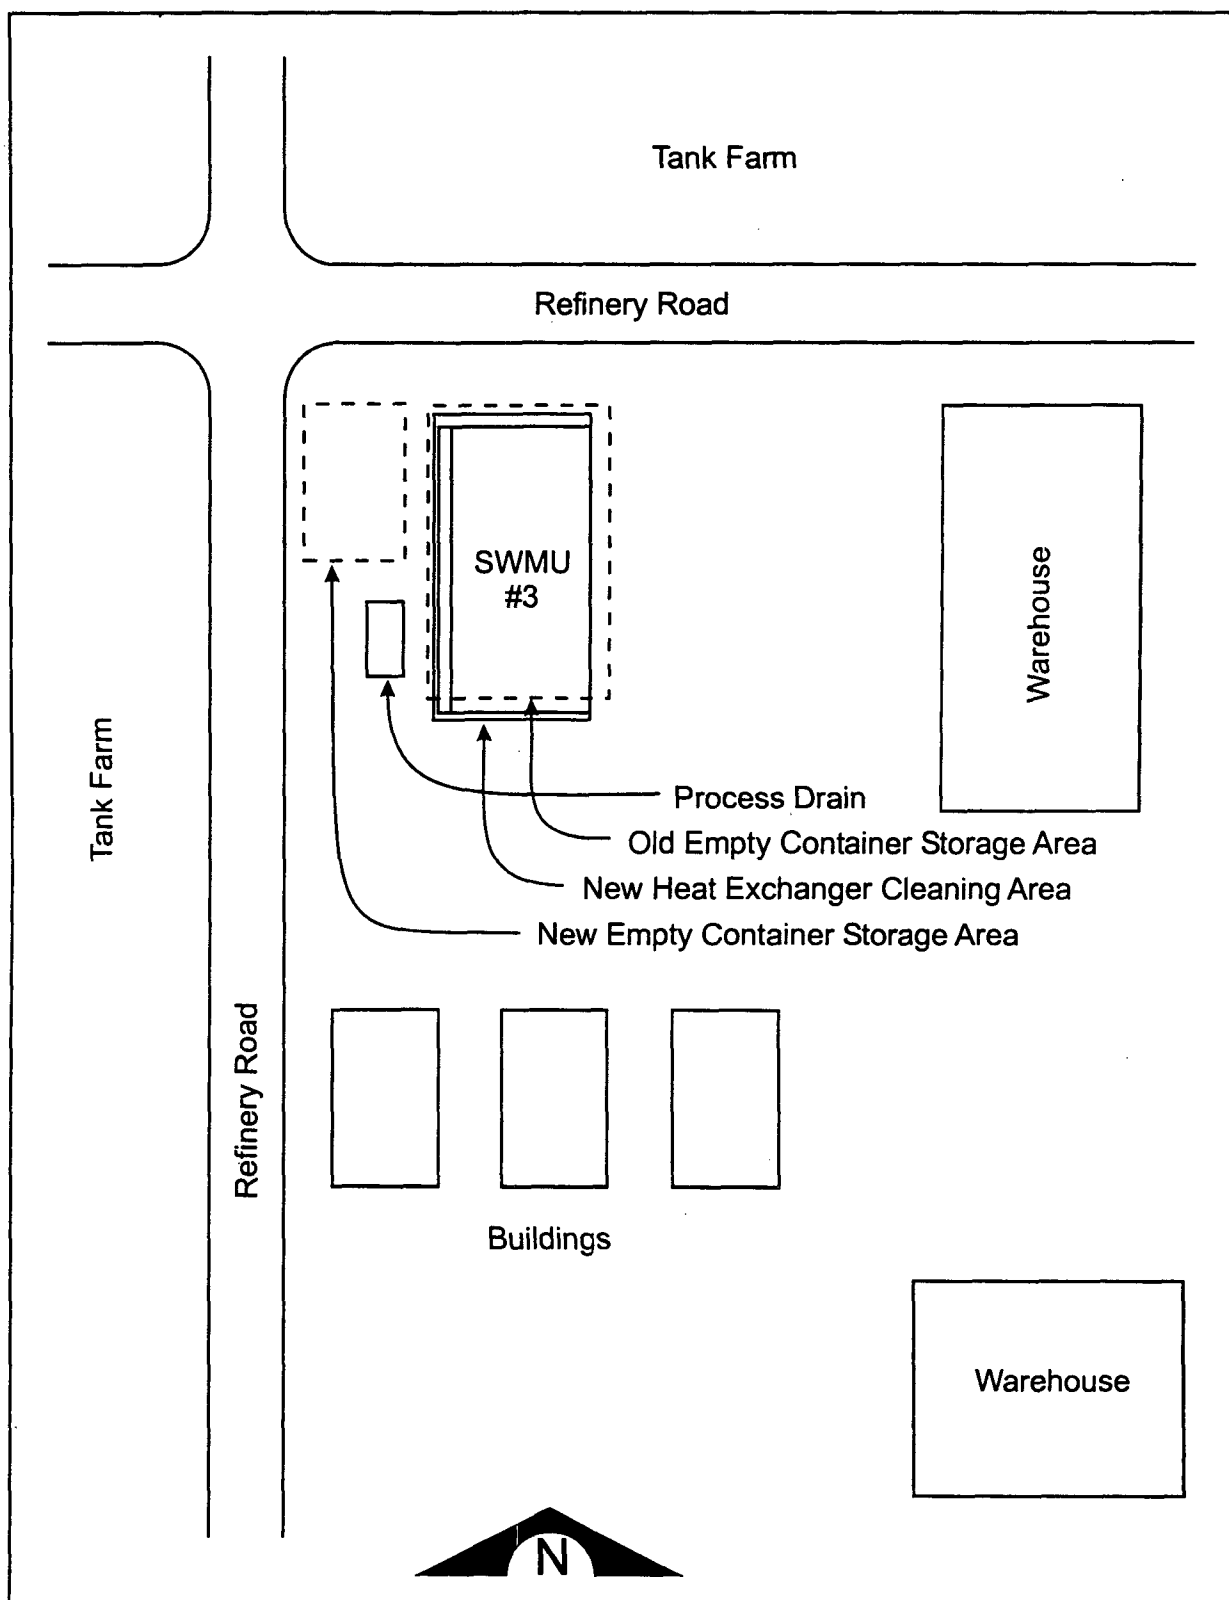 Tank Farm
Refinery Road
SWMU
#3
Warehouse
Tank Farm
Process Drain
Old Empty Container Storage Area
New Heat Exchanger Cleaning Area
New Empty Container Storage Area
Refinery Road
Buildings
Warehouse
N